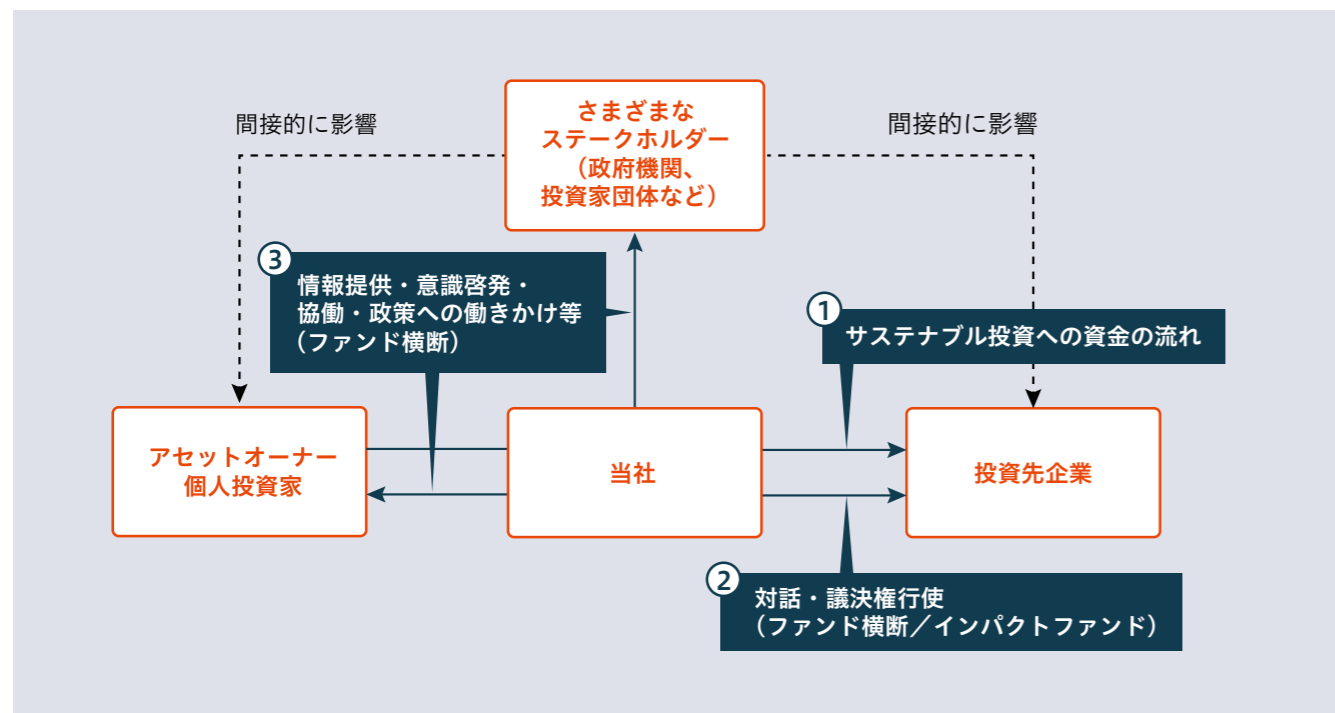 さまざまな
ステークホルダー
（政府機関、
投資家団体など）
間接的に影響
間接的に影響
③
情報提供・意識啓発・
協働・政策への働きかけ等
（ファンド横断）
①
サステナブル投資への資金の流れ
アセットオーナー
個人投資家
当社
投資先企業
②
対話・議決権行使
（ファンド横断／インパクトファンド）